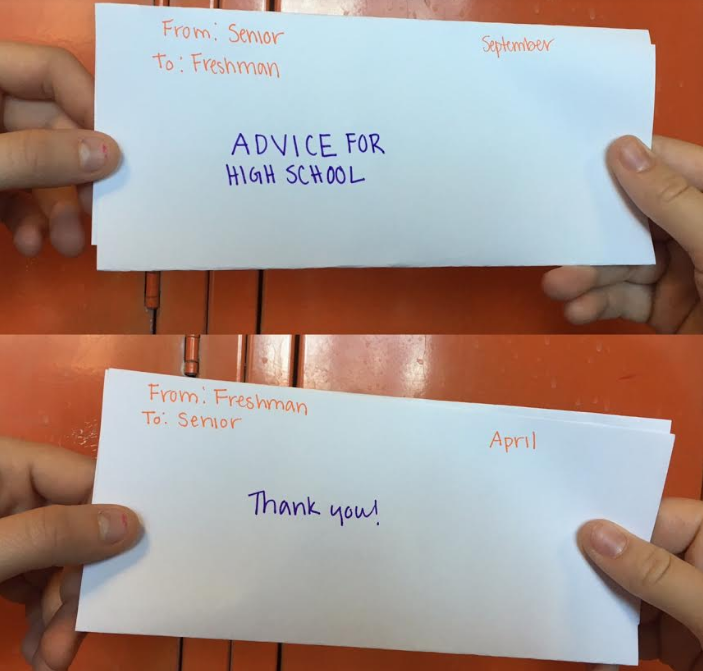 From: Senior
September
To: Freshman
ADVICE FOR
HIGH SCHOOL
From: Freshman
To: Senior
April
Thank you!